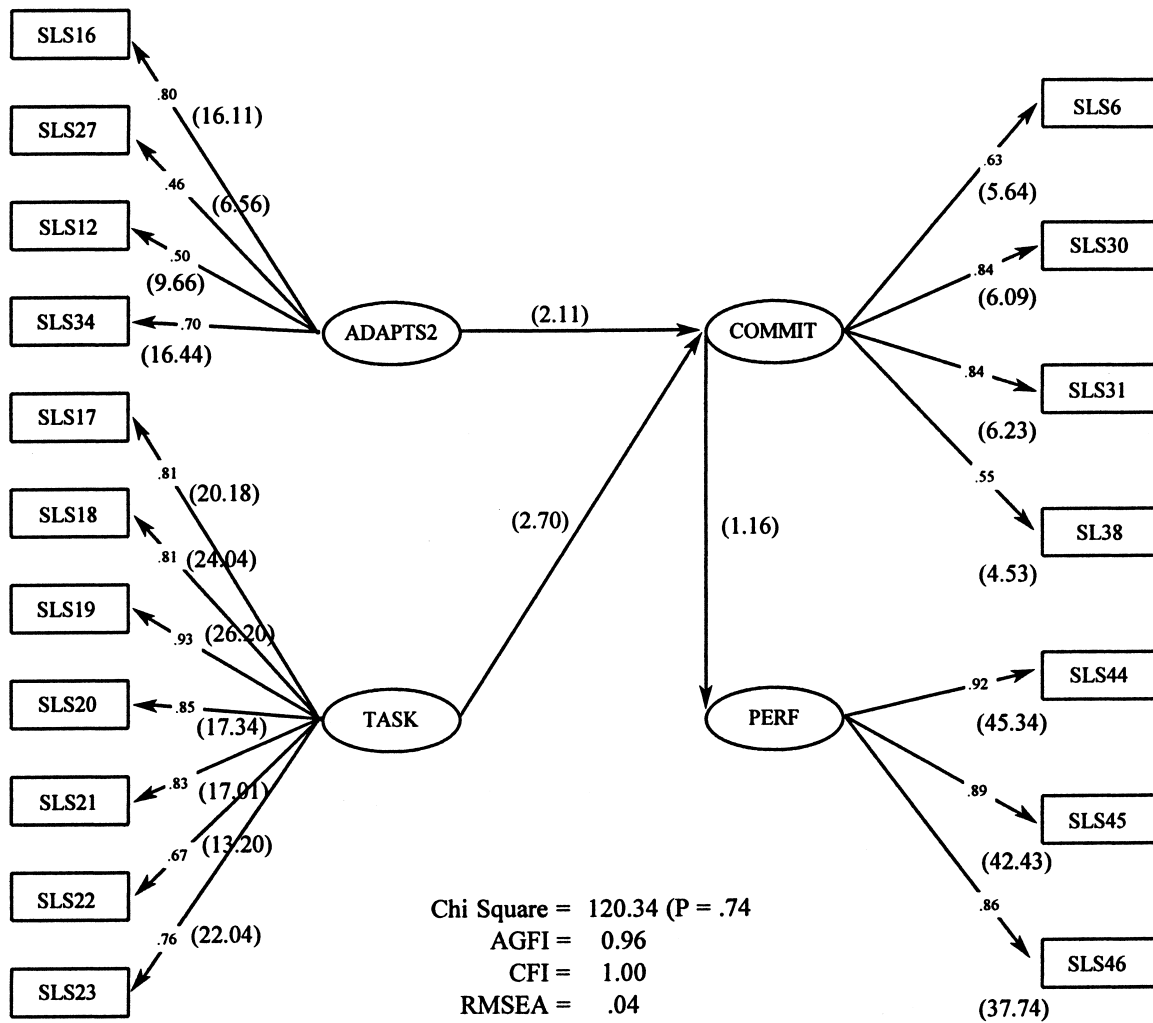 SLS16
.80
(16.11)
SLS27
.46
(6.56)
SLS12
.50
(9.66)
SLS34
.70
(16.44)
ADAPTS2
(2.11)
COMMIT
.63
(5.64)
SLS6
.84
(6.09)
SLS30
.84
(6.23)
SLS31
.55
(4.53)
SL38
SLS17
.81
(20.18)
SLS18
.81
(24.04)
SLS19
.93
(26.20)
SLS20
.85
(17.34)
SLS21
.83
(17.01)
SLS22
.67
(13.20)
SLS23
.76
(22.04)
TASK
(2.70)
(1.16)
PERF
.92
(45.34)
SLS44
.89
(42.43)
SLS45
.86
(37.74)
SLS46
Chi Square = 120.34 (P = .74
AGFI = 0.96
CFI = 1.00
RMSEA = .04